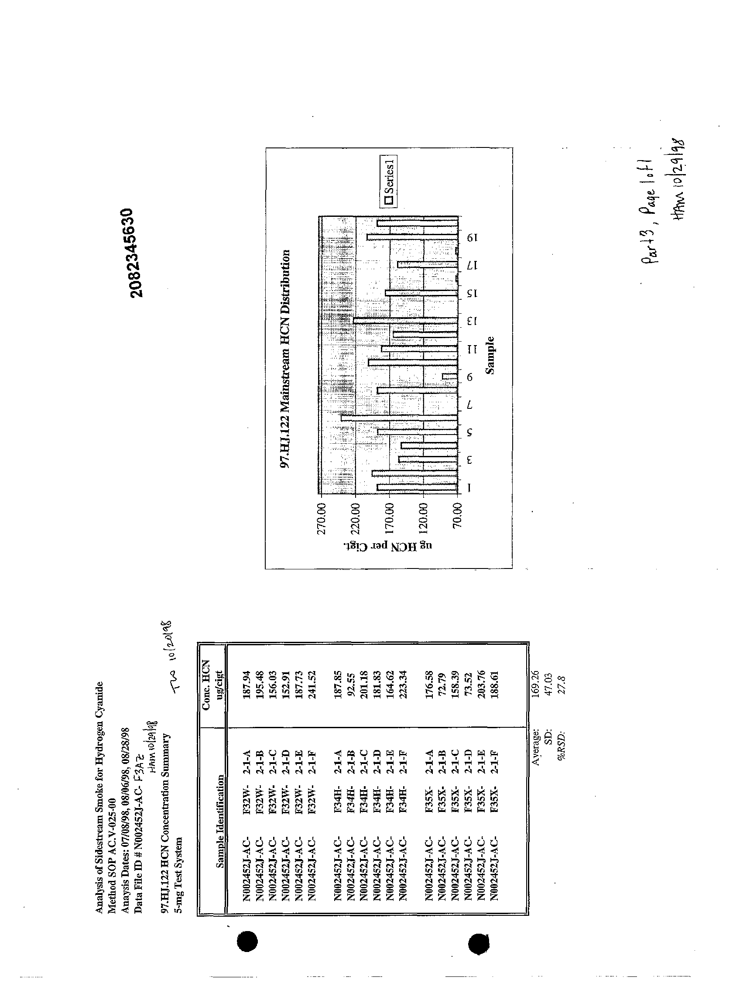 Analysis of Sidestream Smoke for Hydrogen Cyanide
Method SOP AC.V-025-00
Anaysis Dates: 07/08/98, 08/06/98, 08/28/98
Data File ID # N002452J-AC- F3A2
HAM 10/29/98
97.HJ.122 HCN Concentration Summary
5-mg Test System
TWO 10/20/98
2082345630
Sample Identification Conc. HCN
ug/cigt
N002452J-AC- F32W- 2-1-A 187.94
N002452J-AC- F32W- 2-1-B 195.48
N002452J-AC- F32W- 2-1-C 156.03
N002452J-AC- F32W- 2-1-D 152.91
N002452J-AC- F32W- 2-1-E 187.73
N002452J-AC- F32W- 2-1-F 241.52
N002452J-AC- F34H- 2-1-A 187.85
N002452J-AC- F34H- 2-1-B 92.55
N002452J-AC- F34H- 2-1-C 201.18
N002452J-AC- F34H- 2-1-D 181.83
N002452J-AC- F34H- 2-1-E 164.62
N002452J-AC- F34H- 2-1-F 223.34
N002452J-AC- F35X- 2-1-A 176.58
N002452J-AC- F35X- 2-1-B 72.79
N002452J-AC- F35X- 2-1-C 158.39
N002452J-AC- F35X- 2-1-D 73.52
N002452J-AC- F35X- 2-1-E 203.76
N002452J-AC- F35X- 2-1-F 188.61
Average: 169.26
SD: 47.03
%RSD: 27.8
97.HJ.122 Mainstream HCN Distribution
ug HCN per Cigt.
270.00
220.00
170.00
120.00
70.00
1 3 5 7 9 11 13 15 17 19
Sample
Series1
Part 3, Page 1 of 1
HAM 10/29/98